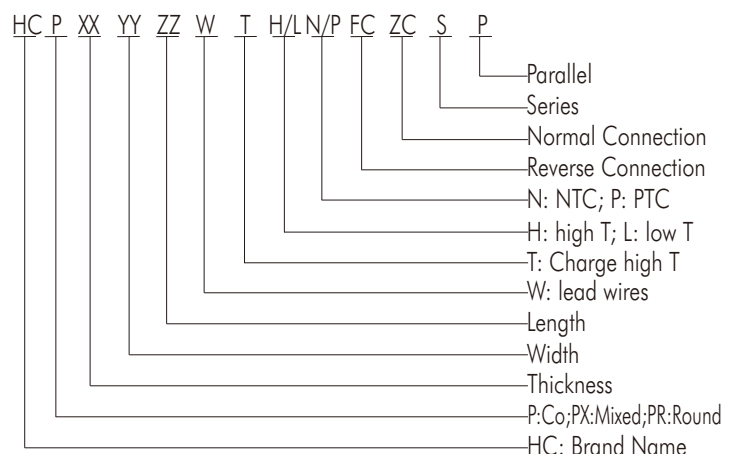 HC P XX YY ZZ W T H/L N/P FC ZC S P
Parallel
Series
Normal Connection
Reverse Connection
N: NTC; P: PTC
H: high T; L: low T
T: Charge high T
W: lead wires
Length
Width
Thickness
P:Co;PX:Mixed;PR:Round
HC: Brand Name